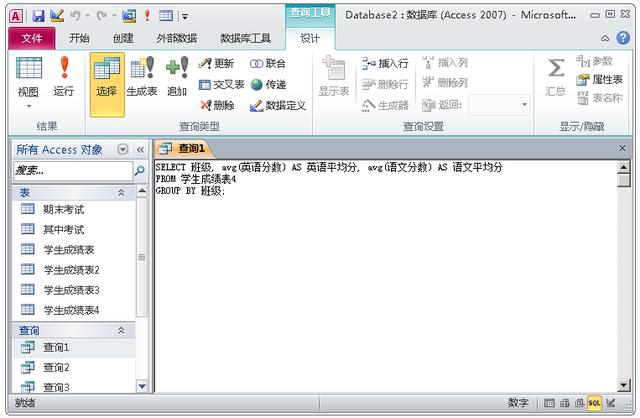 查询工具
Database2 : 数据库 (Access 2007) - Microsoft...
文件 开始 创建 外部数据 数据库工具 设计
视图 运行
结果
选择 生成表 追加 更新 交叉表 删除 联合 传递 数据定义
查询类型
显示表 插入行 删除行 生成器 插入列 删除列 返回:
查询设置
汇总 参数 属性表 表名称
显示/隐藏
所有 Access 对象
搜索...
表
期末考试
其中考试
学生成绩表
学生成绩表2
学生成绩表3
学生成绩表4
查询
查询1
查询2
查询3
查询1
SELECT 班级, avg(英语分数) AS 英语平均分, avg(语文分数) AS 语文平均分
FROM 学生成绩表4
GROUP BY 班级;
就绪
数字
SQL